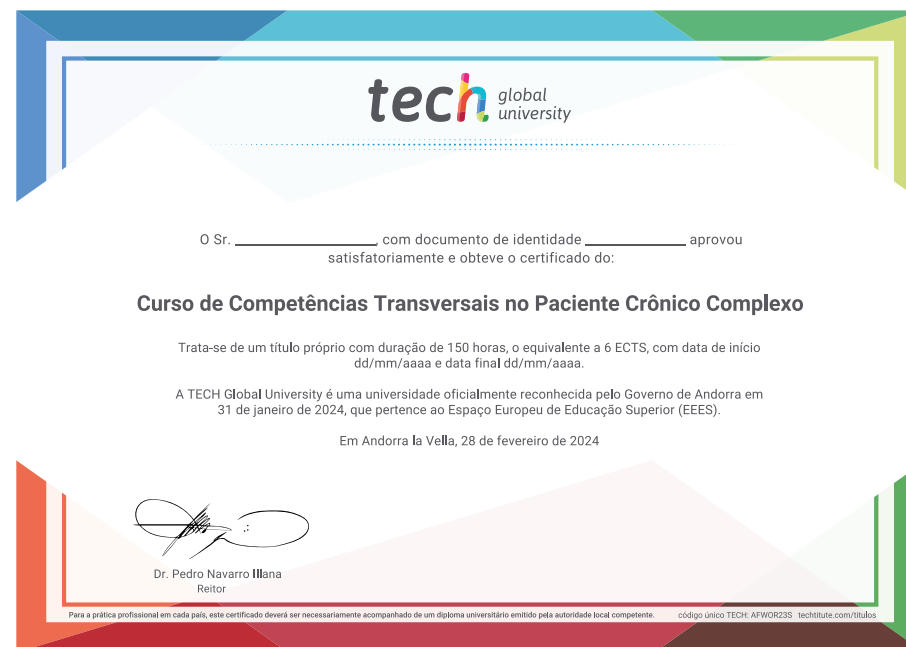 tech global university
O Sr. ____________________, com documento de identidade ______________ aprovou
satisfatoriamente e obteve o certificado do:
Curso de Competências Transversais no Paciente Crônico Complexo
Trata-se de um título próprio com duração de 150 horas, o equivalente a 6 ECTS, com data de início
dd/mm/aaaa e data final dd/mm/aaaa.
A TECH Global University é uma universidade oficialmente reconhecida pelo Governo de Andorra em
31 de janeiro de 2024, que pertence ao Espaço Europeu de Educação Superior (EEES).
Em Andorra la Vella, 28 de fevereiro de 2024
Dr. Pedro Navarro Illana
Reitor
Para a prática profissional em cada país, este certificado deverá ser necessariamente acompanhado de um diploma universitário emitido pela autoridade local competente. código único TECH: AFWOR23S techtitute.com/titulos